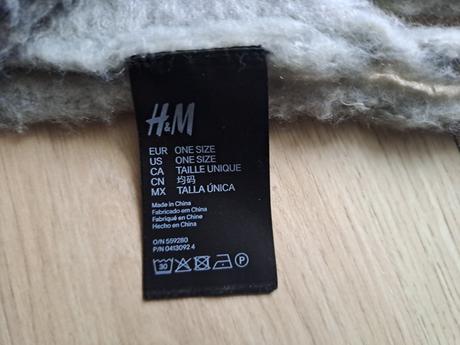 H&M
EUR ONE SIZE
US ONE SIZE
CA TAILLE UNIQUE
CN 均码
MX TALLA ÚNICA
Made in China
Fabricado em China
Fabriqué en Chine
Hecho en China
O/N 559280
P/N 0413092 4
30 P